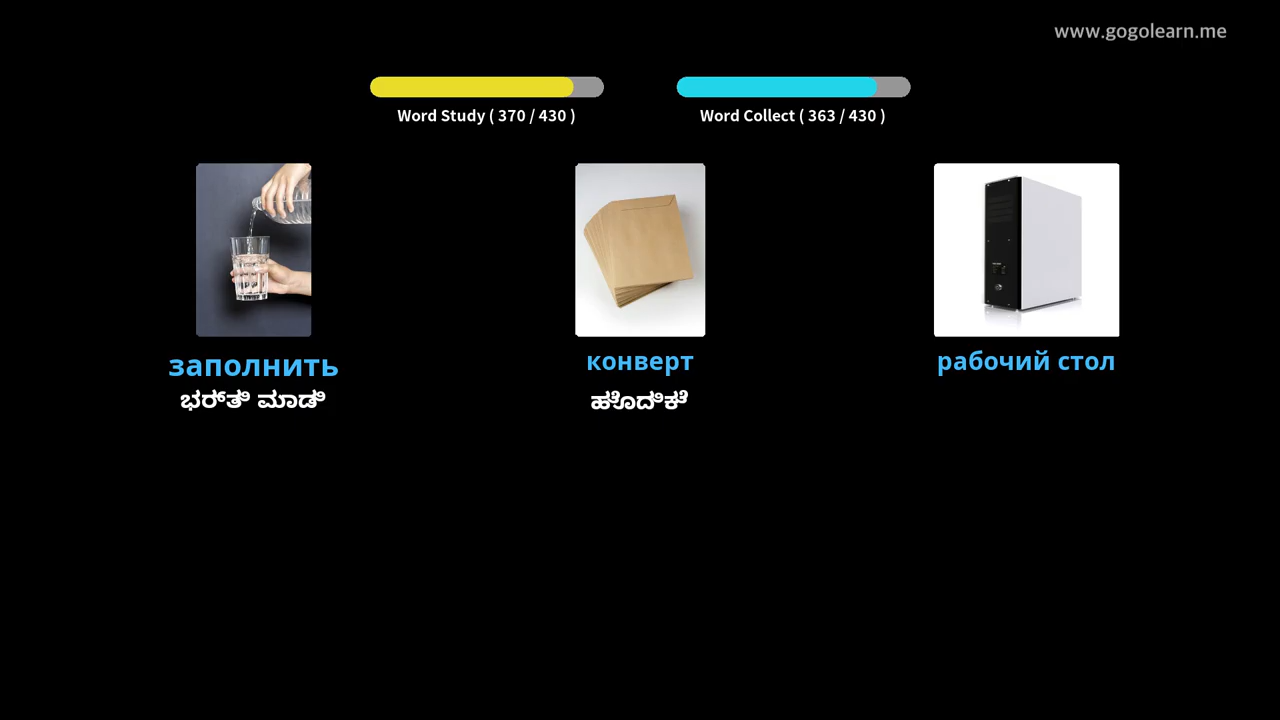 www.gogolearn.me
Word Study ( 370 / 430 )
Word Collect ( 363 / 430 )
заполнить
конверт
рабочий стол
ಭರ್ತಿ ಮಾಡಿ
ಹೊದಿಕೆ